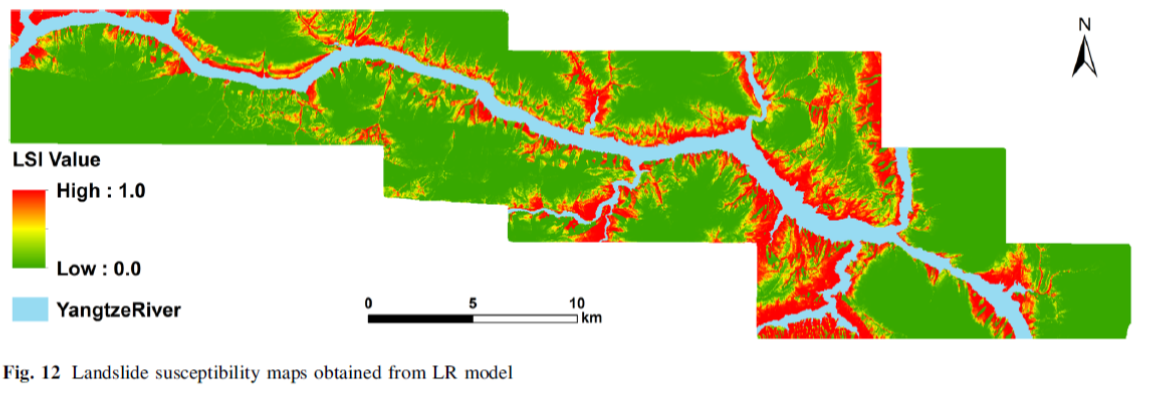 N
LSI Value
High : 1.0
Low : 0.0
YangtzeRiver
0 5 10
km
Fig. 12 Landslide susceptibility maps obtained from LR model